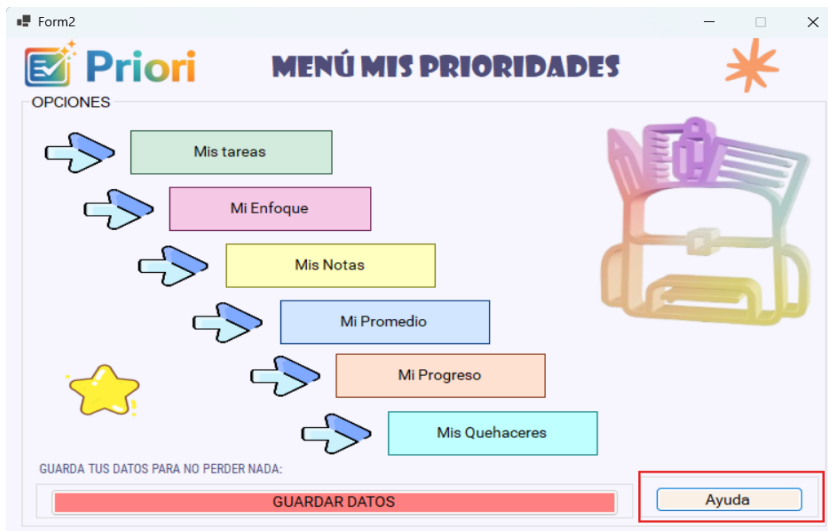 Form2
Priori
MENÚ MIS PRIORIDADES
OPCIONES
Mis tareas
Mi Enfoque
Mis Notas
Mi Promedio
Mi Progreso
Mis Quehaceres
GUARDA TUS DATOS PARA NO PERDER NADA:
GUARDAR DATOS
Ayuda